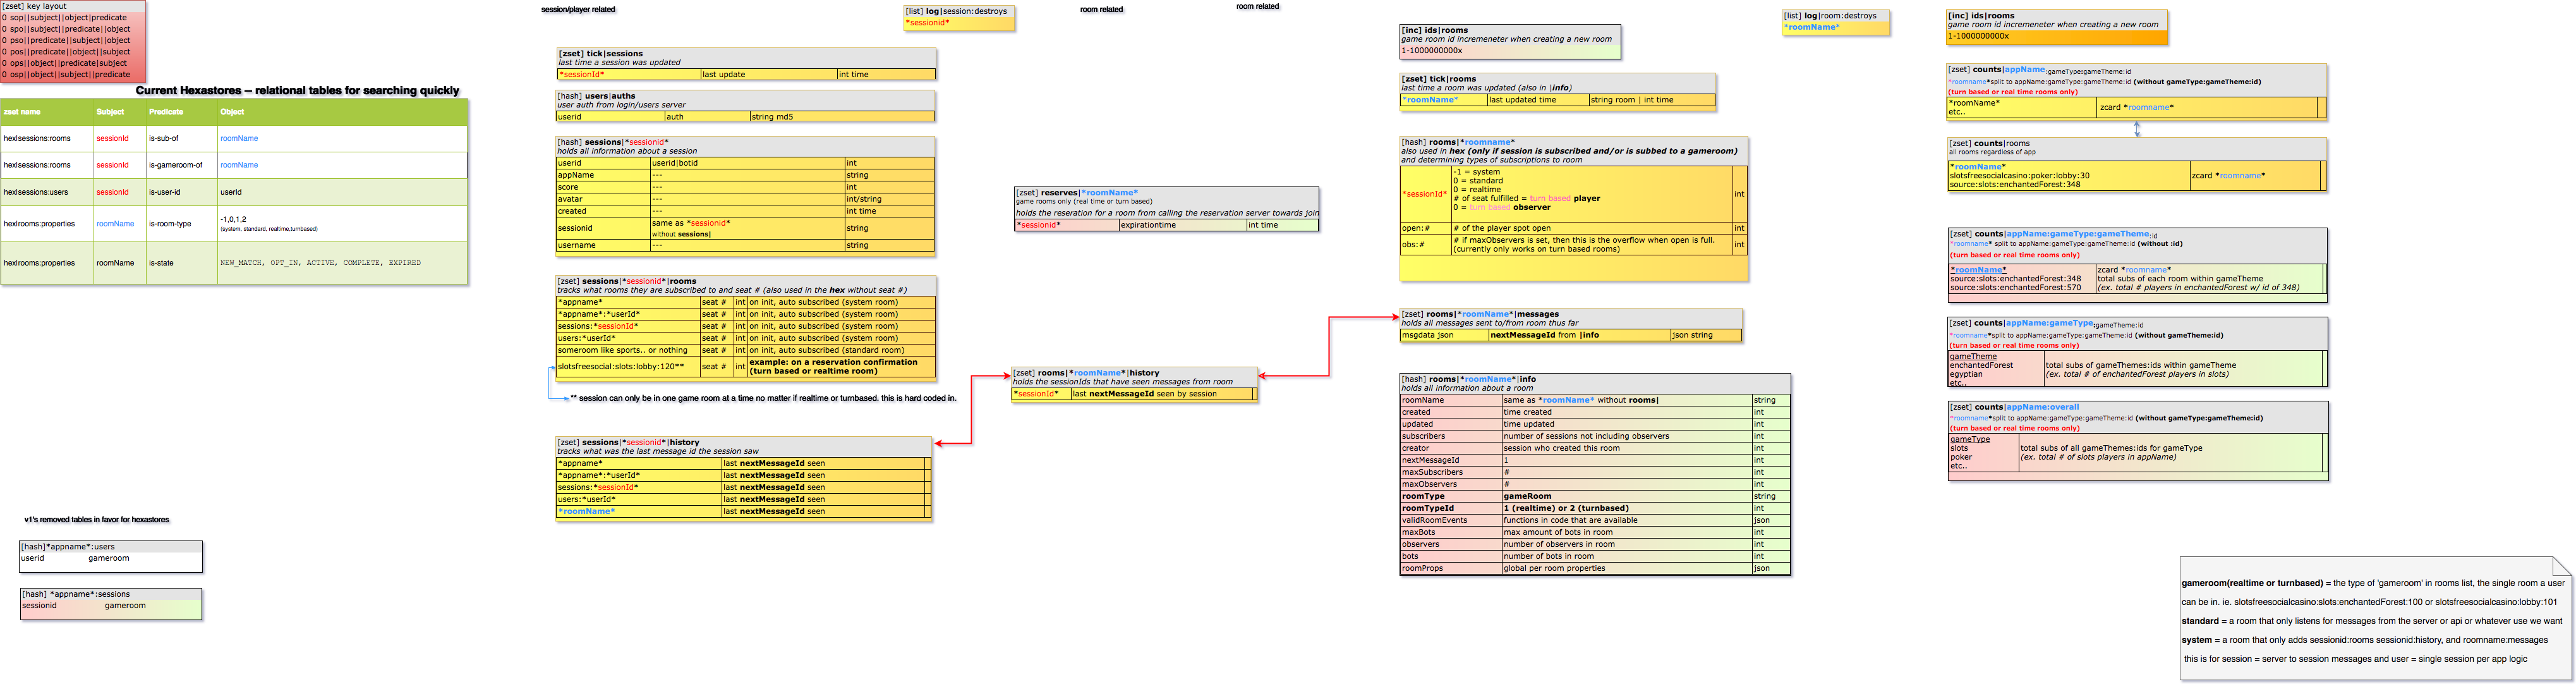 [zset] key layout
0 sop||subject||object|predicate
0 spo||subject||predicate||object
0 pso||predicate||subject||object
0 pos||predicate||object||subject
0 ops||object||predicate|subject
0 osp||object||subject||predicate
Current Hexastores -- relational tables for searching quickly
zset name Subject Predicate Object
hex|sessions:rooms sessionId is-sub-of roomName
hex|sessions:rooms sessionId is-gameroom-of roomName
hex|sessions:users sessionId is-user-id userId
hex|rooms:properties roomName is-room-type -1,0,1,2
(system, standard, realtime,turnbased)
hex|rooms:properties roomName is-state NEW_MATCH, OPT_IN, ACTIVE, COMPLETE, EXPIRED
v1's removed tables in favor for hexastores
[hash]*appname*:users
userid gameroom
[hash] *appname*:sessions
sessionid gameroom
session/player related
[list] log|session:destroys
*sessionid*
[zset] tick|sessions
last time a session was updated
*sessionId* last update int time
[hash] users|auths
user auth from login/users server
userid auth string md5
[hash] sessions|*sessionid*
holds all information about a session
userid userid|botid int
appName --- string
score --- int
avatar --- int/string
created --- int time
sessionid same as *sessionid* string
without sessions|
username --- string
[zset] sessions|*sessionid*|rooms
tracks what rooms they are subscribed to and seat # (also used in the hex without seat #)
*appname* seat # int on init, auto subscribed (system room)
*appname*:*userId* seat # int on init, auto subscribed (system room)
sessions:*sessionId* seat # int on init, auto subscribed (system room)
users:*userId* seat # int on init, auto subscribed (system room)
someroom like sports.. or nothing seat # int on init, auto subscribed (standard room)
slotsfreesocial:slots:lobby:120** seat # int example: on a reservation confirmation
(turn based or realtime room)
** session can only be in one game room at a time no matter if realtime or turnbased. this is hard coded in.
[zset] sessions|*sessionid*|history
tracks what was the last message id the session saw
*appname* last nextMessageId seen
*appname*:*userId* last nextMessageId seen
sessions:*sessionId* last nextMessageId seen
users:*userId* last nextMessageId seen
*roomName* last nextMessageId seen
room related
room related
[zset] reserves|*roomName*
game rooms only (real time or turn based)
holds the reseration for a room from calling the reservation server towards join
*sessionid* expirationtime int time
[zset] rooms|*roomName*|history
holds the sessionIds that have seen messages from room
*sessionId* last nextMessageId seen by session
[inc] ids|rooms
game room id incremeneter when creating a new room
1-1000000000x
[zset] tick|rooms
last time a room was updated (also in |info)
*roomName* last updated time string room | int time
[hash] rooms|*roomname*
also used in hex (only if session is subscribed and/or is subbed to a gameroom)
and determining types of subscriptions to room
*sessionId* -1 = system int
0 = standard
0 = realtime
# of seat fulfilled = turn based player
0 = turn based observer
open:# # of the player spot open int
obs:# # if maxObservers is set, then this is the overflow when open is full. int
(currently only works on turn based rooms)
[zset] rooms|*roomName*|messages
holds all messages sent to/from room thus far
msgdata json nextMessageId from |info json string
[hash] rooms|*roomName*|info
holds all information about a room
roomName same as *roomName* without rooms| string
created time created int
updated time updated int
subscribers number of sessions not including observers int
creator session who created this room int
nextMessageId 1 int
maxSubscribers # int
maxObservers # int
roomType gameRoom string
roomTypeId 1 (realtime) or 2 (turnbased) int
validRoomEvents functions in code that are available json
maxBots max amount of bots in room int
observers number of observers in room int
bots number of bots in room int
roomProps global per room properties json
[list] log|room:destroys
*roomName*
[inc] ids|rooms
game room id incremeneter when creating a new room
1-1000000000x
[zset] counts|appName:gameType:gameTheme:id
*roomname*split to appName:gameType:gameTheme:id (without gameType:gameTheme:id)
(turn based or real time rooms only)
*roomName* zcard *roomname*
etc..
[zset] counts|rooms
all rooms regardless of app
*roomName*
slotsfreesocialcasino:poker:lobby:30 zcard *roomname*
source:slots:enchantedForest:348
[zset] counts|appName:gameType:gameTheme:id
*roomname* split to appName:gameType:gameTheme:id (without :id)
(turn based or real time rooms only)
*roomName* zcard *roomname*
source:slots:enchantedForest:348 total subs of each room within gameTheme
source:slots:enchantedForest:570 (ex. total # players in enchantedForest w/ id of 348)
[zset] counts|appName:gameType:gameTheme:id
*roomname*split to appName:gameType:gameTheme:id (without gameTheme:id)
(turn based or real time rooms only)
gameTheme
enchantedForest total subs of gameThemes:ids within gameTheme
egyptian (ex. total # of enchantedForest players in slots)
etc..
[zset] counts|appName:overall
*roomname*split to appName:gameType:gameTheme:id (without gameType:gameTheme:id)
(turn based or real time rooms only)
gameType
slots total subs of all gameThemes:ids for gameType
poker (ex. total # of slots players in appName)
etc..
gameroom(realtime or turnbased) = the type of 'gameroom' in rooms list, the single room a user
can be in. ie. slotsfreesocialcasino:slots:enchantedForest:100 or slotsfreesocialcasino:lobby:101
standard = a room that only listens for messages from the server or api or whatever use we want
system = a room that only adds sessionid:rooms sessionid:history, and roomname:messages
this is for session = server to session messages and user = single session per app logic